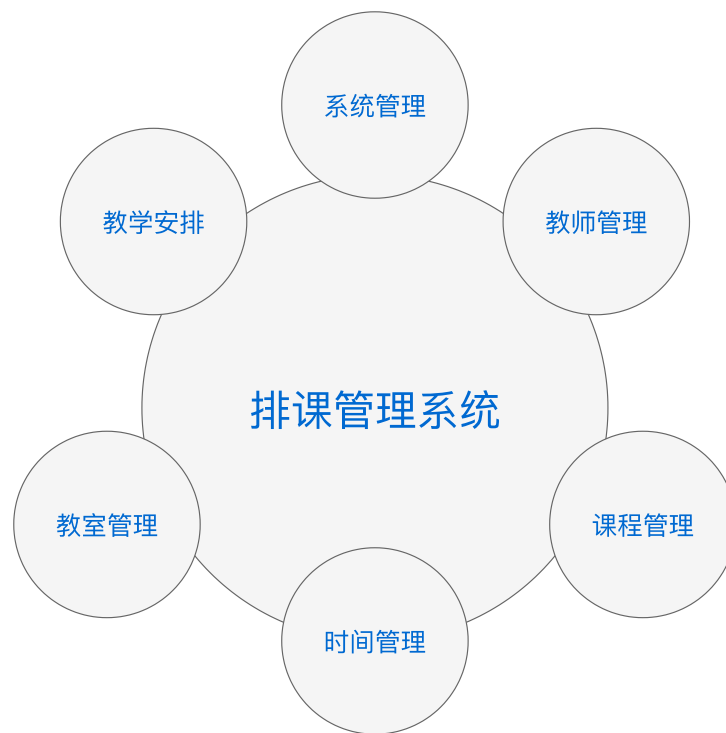 系统管理
教学安排
教师管理
排课管理系统
教室管理
课程管理
时间管理